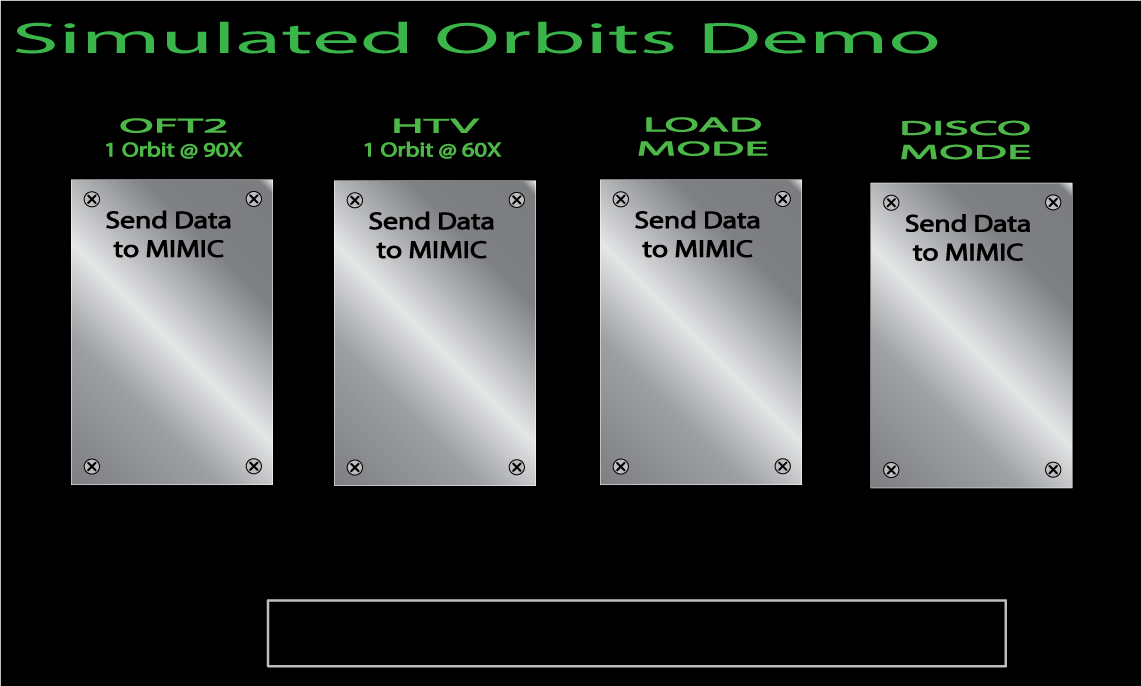 Simulated Orbits Demo
OFT2
1 Orbit @ 90X
Send Data
to MIMIC
HTV
1 Orbit @ 60X
Send Data
to MIMIC
LOAD
MODE
Send Data
to MIMIC
DISCO
MODE
Send Data
to MIMIC